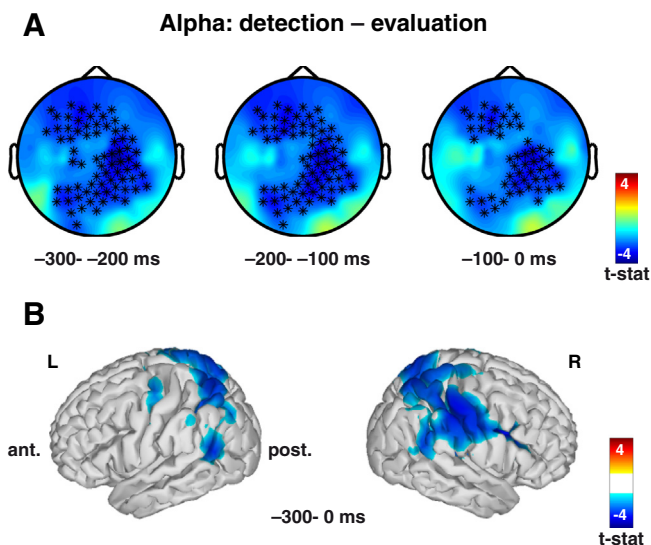 A
Alpha: detection – evaluation
–300- –200 ms
–200- –100 ms
–100- 0 ms
4
-4
t-stat
B
L
R
ant.
post.
–300- 0 ms
4
-4
t-stat